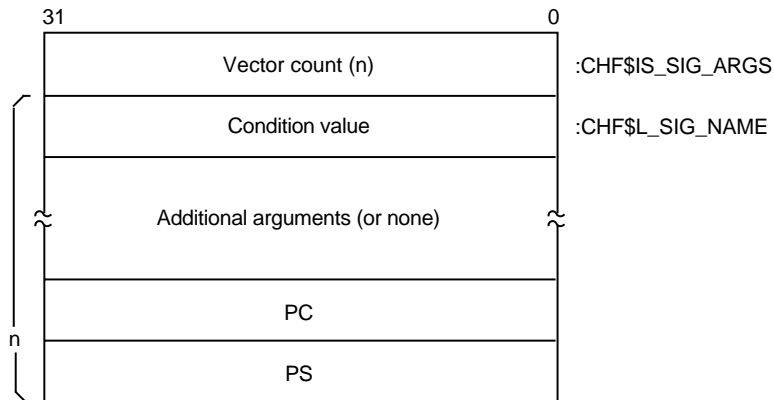 31 0
Vector count (n) :CHF$IS_SIG_ARGS
Condition value :CHF$L_SIG_NAME
Additional arguments (or none)
PC
n
PS